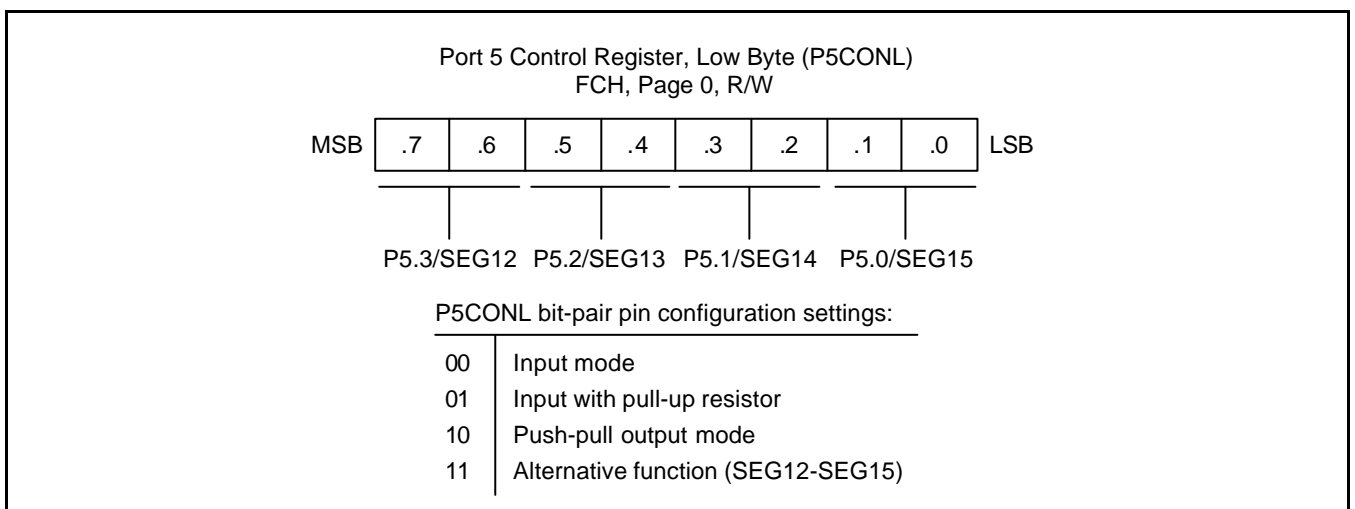 Port 5 Control Register, Low Byte (P5CONL)
FCH, Page 0, R/W
MSB .7 .6 .5 .4 .3 .2 .1 .0 LSB
P5.3/SEG12 P5.2/SEG13 P5.1/SEG14 P5.0/SEG15
P5CONL bit-pair pin configuration settings:
00 Input mode
01 Input with pull-up resistor
10 Push-pull output mode
11 Alternative function (SEG12-SEG15)